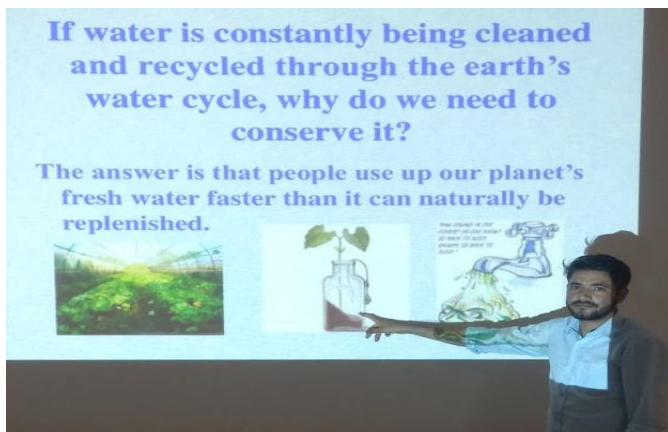 If water is constantly being cleaned
and recycled through the earth's
water cycle, why do we need to
conserve it?
The answer is that people use up our planet's
fresh water faster than it can naturally be
replenished.